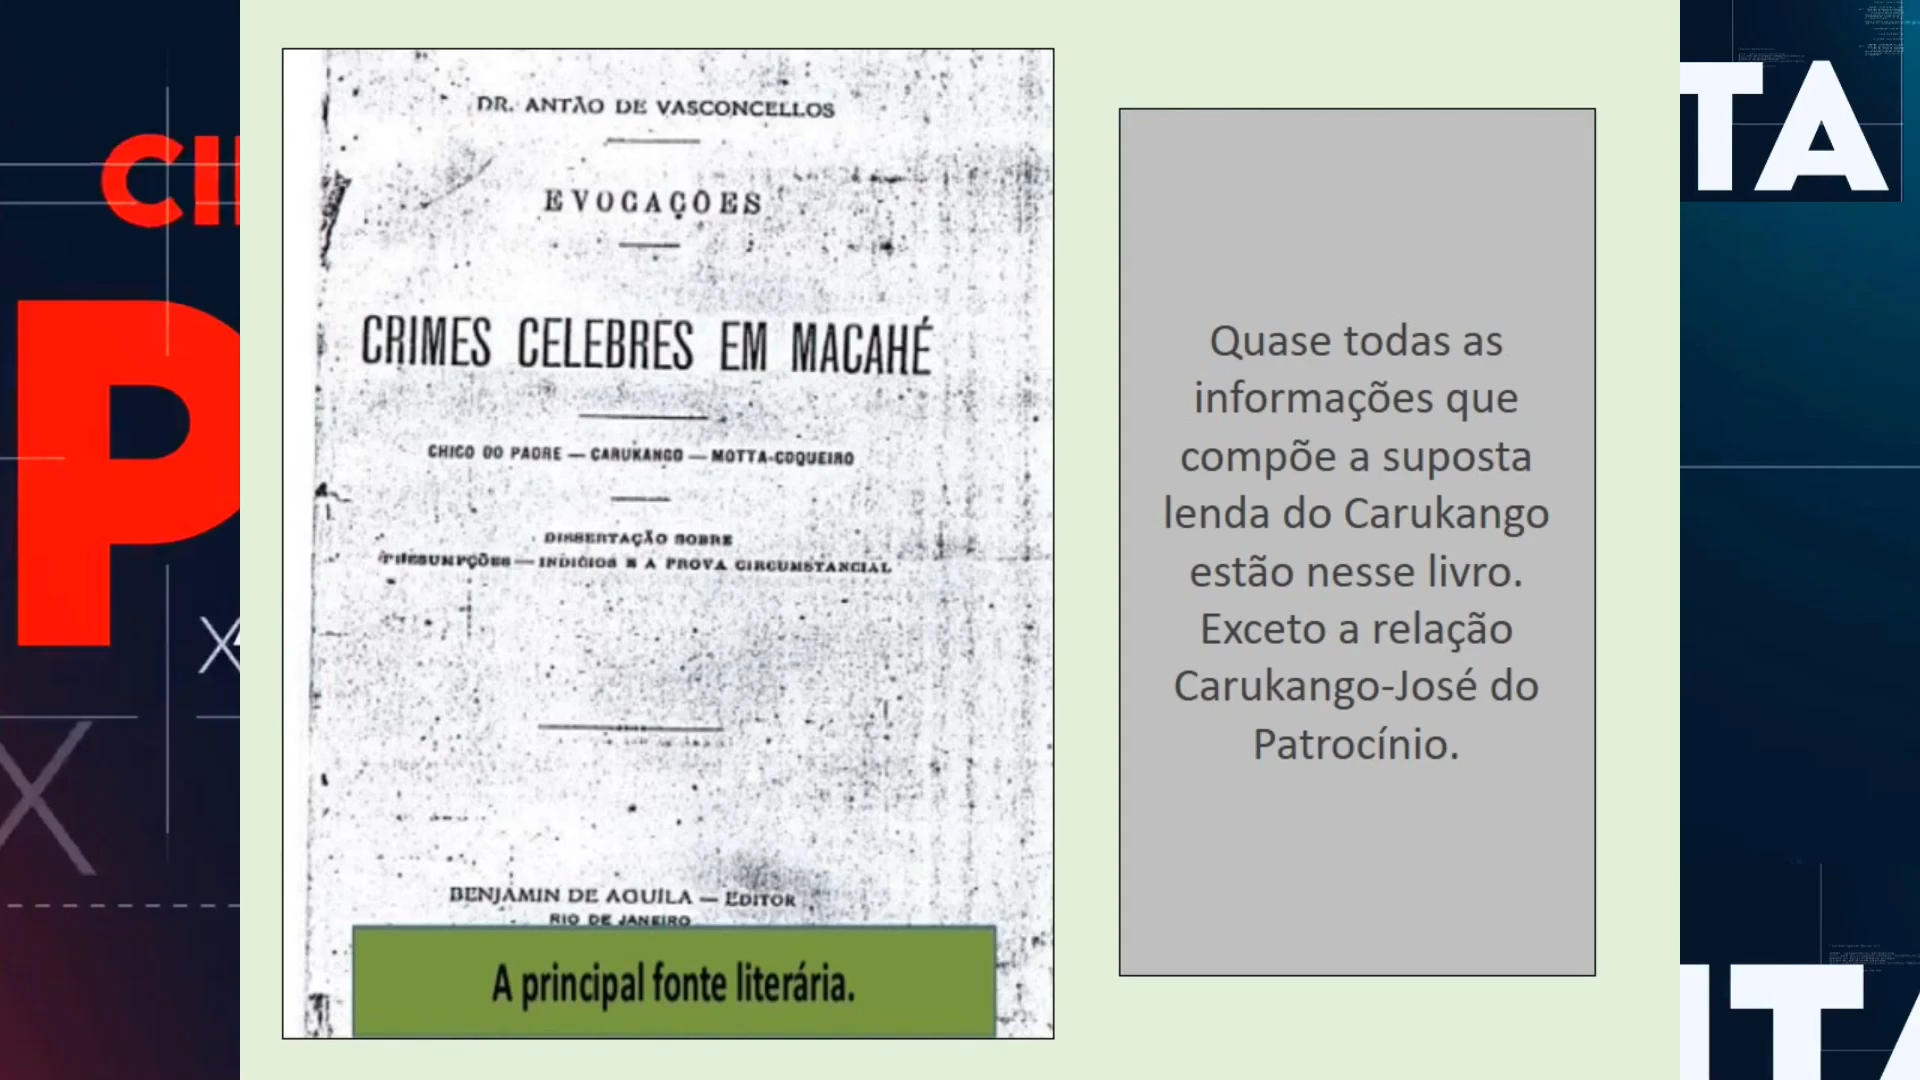 DR. ANTÃO DE VASCONCELLOS
EVOCAÇÕES
CRIMES CELEBRES EM MACAHÉ
CHICO DO PADRE — CARUKANGO — MOTTA-COQUEIRO
DISSERTAÇÃO SOBRE
PRESUMPÇÕES — INDICIOS E A PROVA CIRCUMSTANCIAL
BENJAMIN DE AGUILA — EDITOR
RIO DE JANEIRO
A principal fonte literária.
Quase todas as
informações que
compõe a suposta
lenda do Carukango
estão nesse livro.
Exceto a relação
Carukango-José do
Patrocínio.
CI
P
TA
ITA